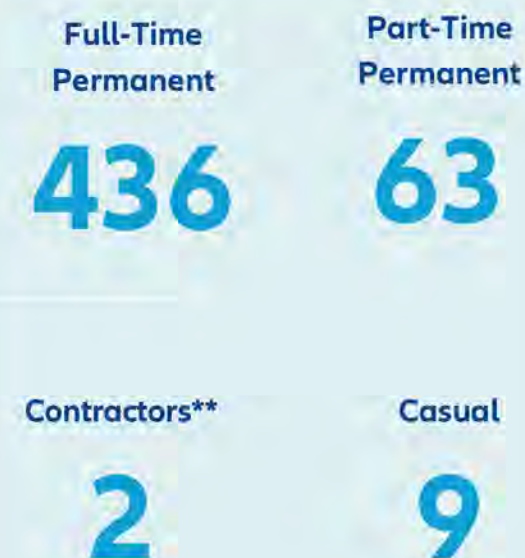 Full-Time
Permanent
436
Part-Time
Permanent
63
Contractors**
2
Casual
9